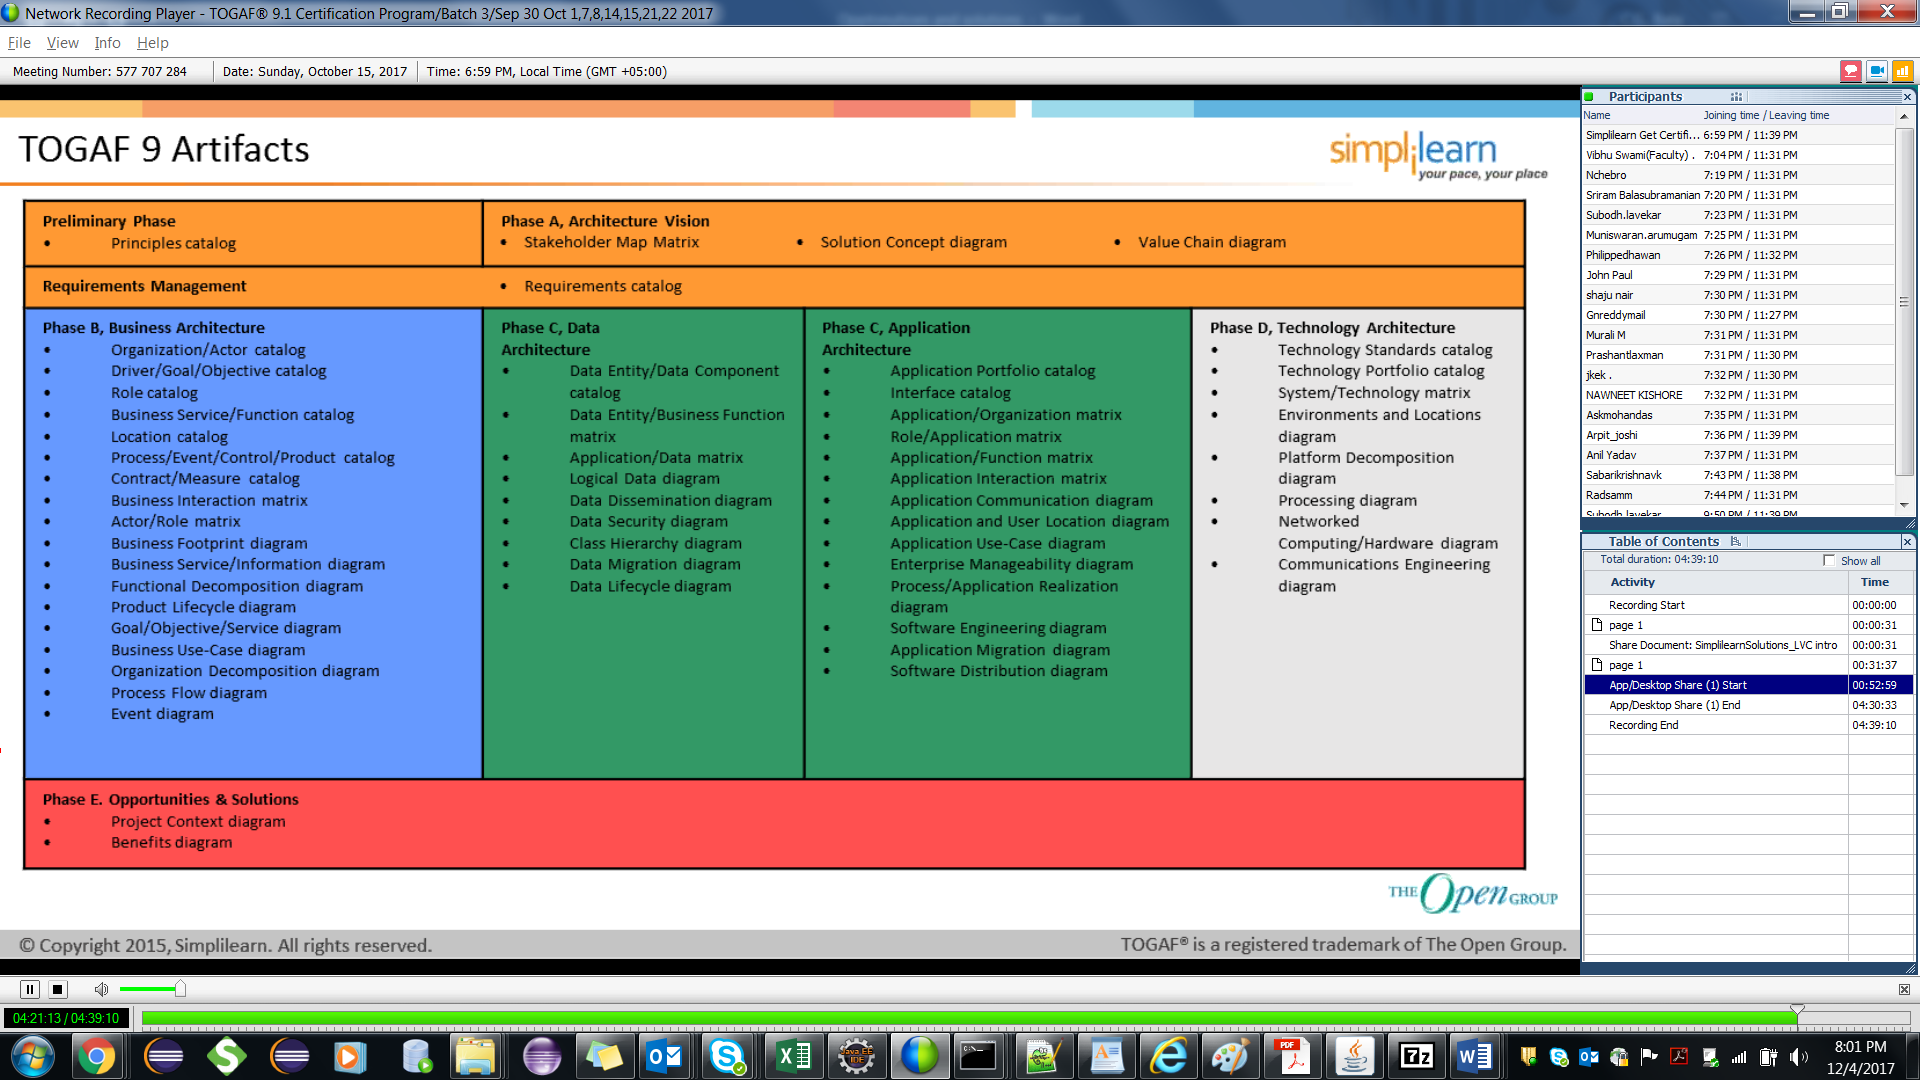 Network Recording Player - TOGAF® 9.1 Certification Program/Batch 3/Sep 30 Oct 1,7,8,14,15,21,22 2017
File View Info Help
Meeting Number: 577 707 284 Date: Sunday, October 15, 2017 Time: 6:59 PM, Local Time (GMT +05:00)
TOGAF 9 Artifacts
simplilearn
your pace, your place
Preliminary Phase
• Principles catalog
Phase A, Architecture Vision
• Stakeholder Map Matrix • Solution Concept diagram • Value Chain diagram
Requirements Management • Requirements catalog
Phase B, Business Architecture
• Organization/Actor catalog
• Driver/Goal/Objective catalog
• Role catalog
• Business Service/Function catalog
• Location catalog
• Process/Event/Control/Product catalog
• Contract/Measure catalog
• Business Interaction matrix
• Actor/Role matrix
• Business Footprint diagram
• Business Service/Information diagram
• Functional Decomposition diagram
• Product Lifecycle diagram
• Goal/Objective/Service diagram
• Business Use-Case diagram
• Organization Decomposition diagram
• Process Flow diagram
• Event diagram
Phase C, Data
Architecture
• Data Entity/Data Component
catalog
• Data Entity/Business Function
matrix
• Application/Data matrix
• Logical Data diagram
• Data Dissemination diagram
• Data Security diagram
• Class Hierarchy diagram
• Data Migration diagram
• Data Lifecycle diagram
Phase C, Application
Architecture
• Application Portfolio catalog
• Interface catalog
• Application/Organization matrix
• Role/Application matrix
• Application/Function matrix
• Application Interaction matrix
• Application Communication diagram
• Application and User Location diagram
• Application Use-Case diagram
• Enterprise Manageability diagram
• Process/Application Realization
diagram
• Software Engineering diagram
• Application Migration diagram
• Software Distribution diagram
Phase D, Technology Architecture
• Technology Standards catalog
• Technology Portfolio catalog
• System/Technology matrix
• Environments and Locations
diagram
• Platform Decomposition
diagram
• Processing diagram
• Networked
Computing/Hardware diagram
• Communications Engineering
diagram
Phase E. Opportunities & Solutions
• Project Context diagram
• Benefits diagram
THE Open GROUP
© Copyright 2015, Simplilearn. All rights reserved.
TOGAF® is a registered trademark of The Open Group.
Participants
Name Joining time / Leaving time
Simplilearn Get Certifi... 6:59 PM / 11:39 PM
Vibhu Swami(Faculty) . 7:04 PM / 11:31 PM
Nchebro 7:19 PM / 11:31 PM
Sriram Balasubramanian 7:20 PM / 11:31 PM
Subodh.lavekar 7:23 PM / 11:31 PM
Muniswaran.arumugam 7:25 PM / 11:31 PM
Philippedhawan 7:26 PM / 11:32 PM
John Paul 7:29 PM / 11:31 PM
shaju nair 7:30 PM / 11:31 PM
Gnreddymail 7:30 PM / 11:27 PM
Murali M 7:31 PM / 11:31 PM
Prashantlaxman 7:31 PM / 11:30 PM
jkek . 7:32 PM / 11:30 PM
NAWNEET KISHORE 7:32 PM / 11:31 PM
Askmohandas 7:35 PM / 11:31 PM
Arpit_joshi 7:36 PM / 11:39 PM
Anil Yadav 7:37 PM / 11:31 PM
Sabarikrishnavk 7:43 PM / 11:38 PM
Radsamm 7:44 PM / 11:31 PM
Subodh.lavekar 9:50 PM / 11:39 PM
Table of Contents
Total duration: 04:39:10 Show all
Activity Time
Recording Start 00:00:00
page 1 00:00:31
Share Document: SimplilearnSolutions_LVC intro 00:00:31
page 1 00:31:37
App/Desktop Share (1) Start 00:52:59
App/Desktop Share (1) End 04:30:33
Recording End 04:39:10
04:21:13 / 04:39:10
Java EE
IDE
PDF
7z
8:01 PM
12/4/2017